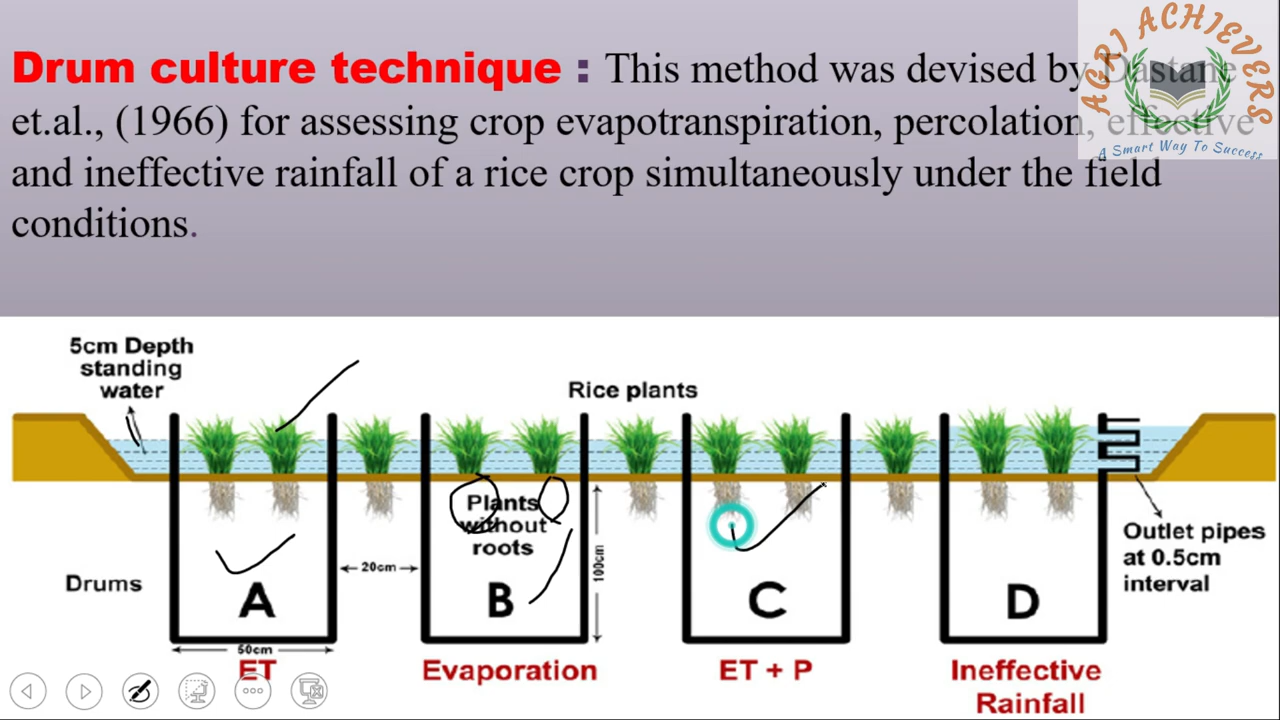 Drum culture technique : This method was devised by Dastane
et.al., (1966) for assessing crop evapotranspiration, percolation, effective
and ineffective rainfall of a rice crop simultaneously under the field
conditions.
AGRI ACHIEVERS
A Smart Way To Success
5cm Depth
standing
water
Rice plants
Plants
without
roots
Outlet pipes
at 0.5cm
interval
Drums
20cm
100cm
A
B
C
D
50cm
ET
Evaporation
ET + P
Ineffective
Rainfall